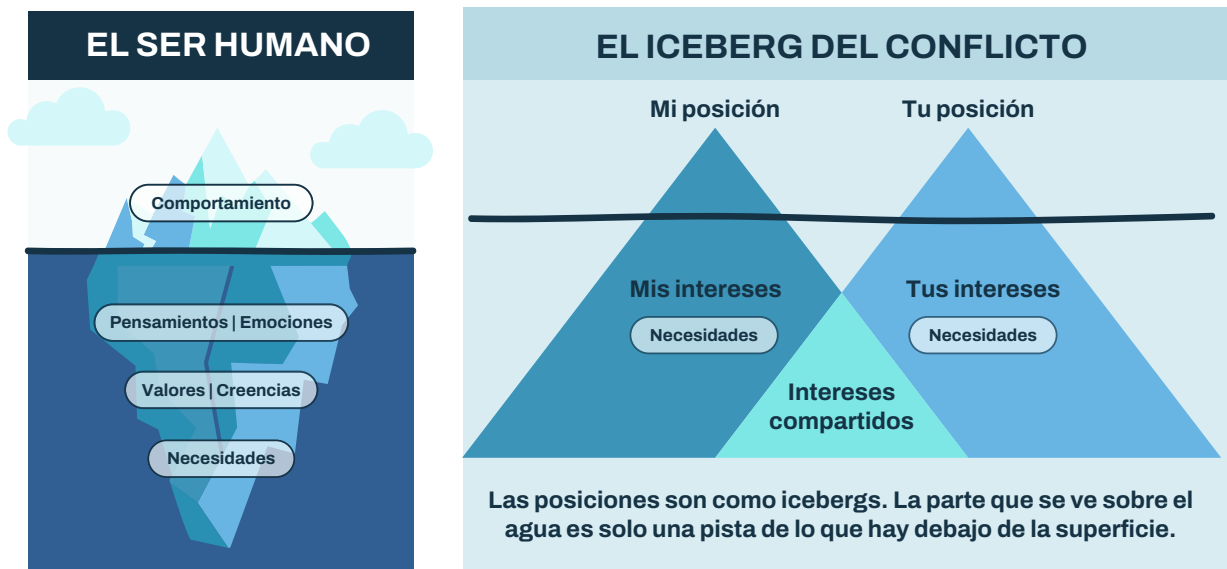 EL SER HUMANO
Comportamiento
Pensamientos | Emociones
Valores | Creencias
Necesidades
EL ICEBERG DEL CONFLICTO
Mi posición
Tu posición
Mis intereses
Tus intereses
Necesidades
Necesidades
Intereses
compartidos
Las posiciones son como icebergs. La parte que se ve sobre el
agua es solo una pista de lo que hay debajo de la superficie.